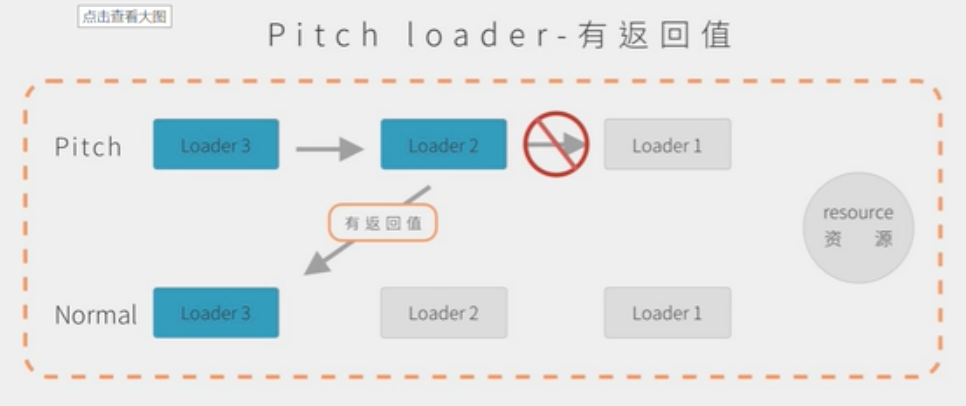 点击查看大图
Pitch loader-有返回值
Pitch
Loader 3
Loader 2
Loader 1
resource
资 源
有返回值
Normal
Loader 3
Loader 2
Loader 1